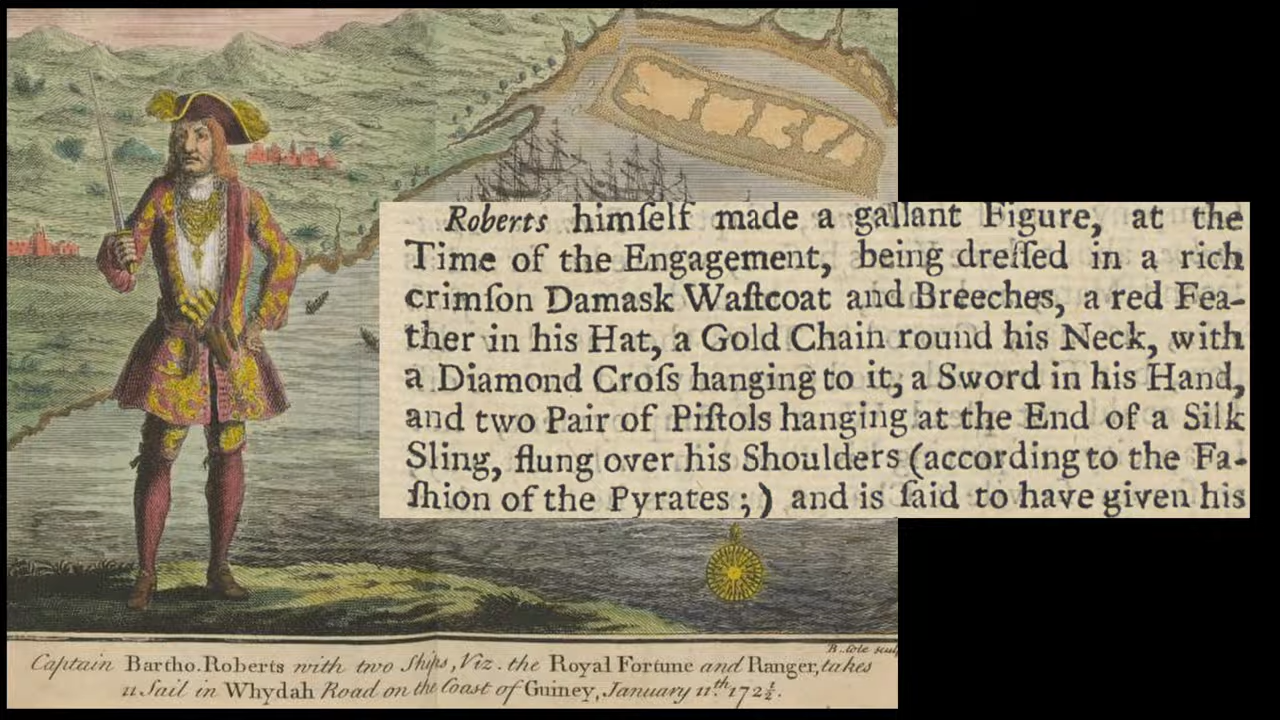 Roberts himſelf made a gallant Figure, at the
Time of the Engagement, being dreſſed in a rich
crimſon Damask Waſtcoat and Breeches, a red Fea-
ther in his Hat, a Gold Chain round his Neck, with
a Diamond Croſs hanging to it, a Sword in his Hand,
and two Pair of Piſtols hanging at the End of a Silk
Sling, flung over his Shoulders (according to the Fa-
ſhion of the Pyrates ;) and is ſaid to have given his
B. Cole scul
Captain Bartho. Roberts with two Ships, Viz. the Royal Fortune and Ranger, takes
11 Sail in Whydah Road on the Coast of Guiney, January 11.th 172½.